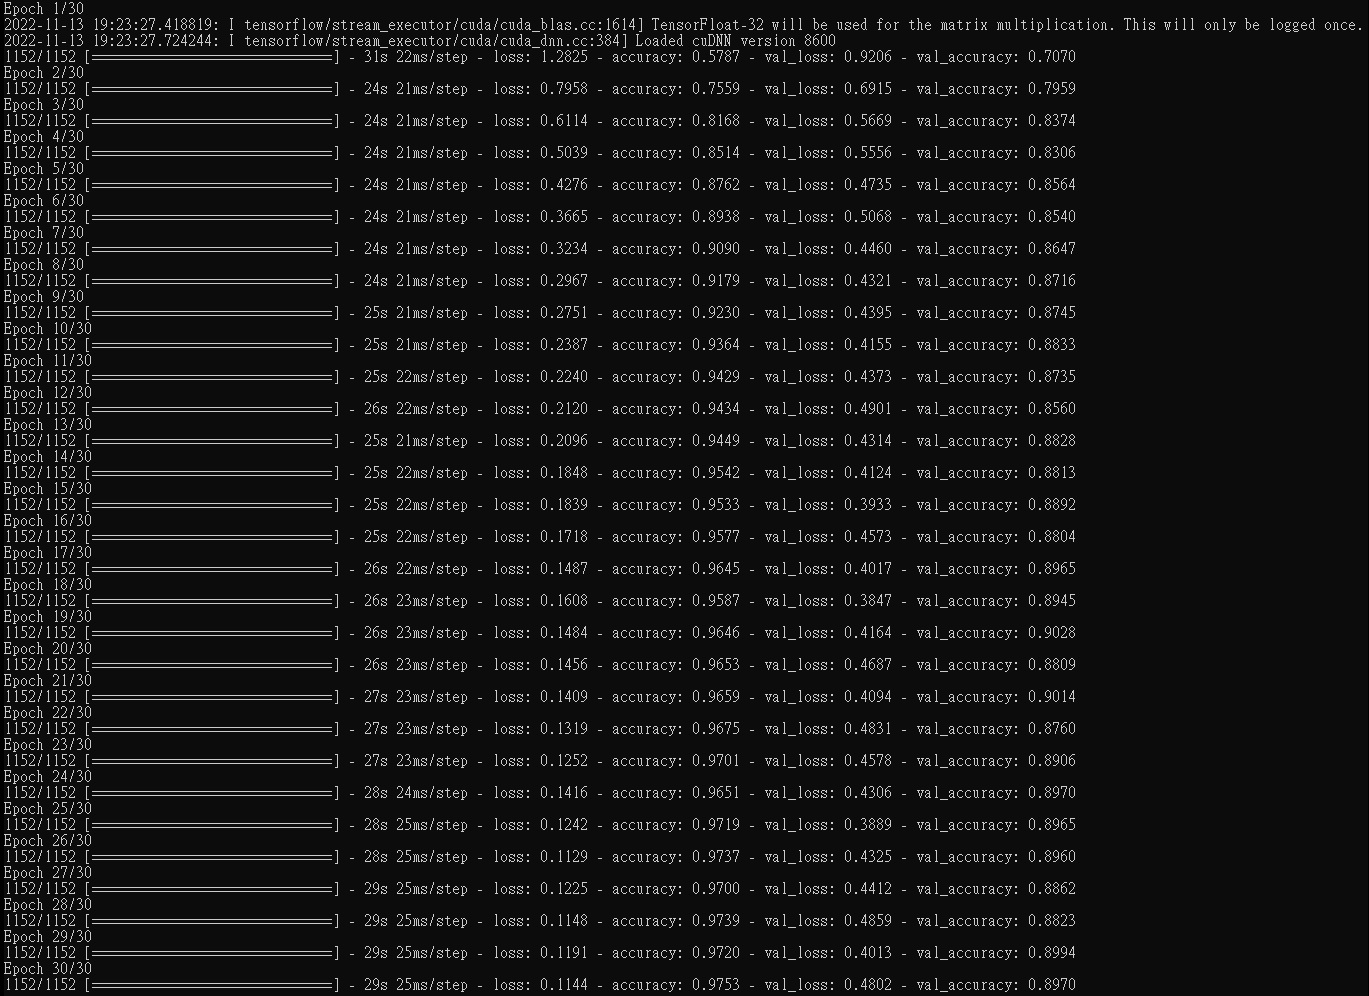 Epoch 1/30
2022-11-13 19:23:27.418819: I tensorflow/stream_executor/cuda/cuda_blas.cc:1614] TensorFloat-32 will be used for the matrix multiplication. This will only be logged once.
2022-11-13 19:23:27.724244: I tensorflow/stream_executor/cuda/cuda_dnn.cc:384] Loaded cuDNN version 8600
1152/1152 [==============================] - 31s 22ms/step - loss: 1.2825 - accuracy: 0.5787 - val_loss: 0.9206 - val_accuracy: 0.7070
Epoch 2/30
1152/1152 [==============================] - 24s 21ms/step - loss: 0.7958 - accuracy: 0.7559 - val_loss: 0.6915 - val_accuracy: 0.7959
Epoch 3/30
1152/1152 [==============================] - 24s 21ms/step - loss: 0.6114 - accuracy: 0.8168 - val_loss: 0.5669 - val_accuracy: 0.8374
Epoch 4/30
1152/1152 [==============================] - 24s 21ms/step - loss: 0.5039 - accuracy: 0.8514 - val_loss: 0.5556 - val_accuracy: 0.8306
Epoch 5/30
1152/1152 [==============================] - 24s 21ms/step - loss: 0.4276 - accuracy: 0.8762 - val_loss: 0.4735 - val_accuracy: 0.8564
Epoch 6/30
1152/1152 [==============================] - 24s 21ms/step - loss: 0.3665 - accuracy: 0.8938 - val_loss: 0.5068 - val_accuracy: 0.8540
Epoch 7/30
1152/1152 [==============================] - 24s 21ms/step - loss: 0.3234 - accuracy: 0.9090 - val_loss: 0.4460 - val_accuracy: 0.8647
Epoch 8/30
1152/1152 [==============================] - 24s 21ms/step - loss: 0.2967 - accuracy: 0.9179 - val_loss: 0.4321 - val_accuracy: 0.8716
Epoch 9/30
1152/1152 [==============================] - 25s 21ms/step - loss: 0.2751 - accuracy: 0.9230 - val_loss: 0.4395 - val_accuracy: 0.8745
Epoch 10/30
1152/1152 [==============================] - 25s 21ms/step - loss: 0.2387 - accuracy: 0.9364 - val_loss: 0.4155 - val_accuracy: 0.8833
Epoch 11/30
1152/1152 [==============================] - 25s 22ms/step - loss: 0.2240 - accuracy: 0.9429 - val_loss: 0.4373 - val_accuracy: 0.8735
Epoch 12/30
1152/1152 [==============================] - 26s 22ms/step - loss: 0.2120 - accuracy: 0.9434 - val_loss: 0.4901 - val_accuracy: 0.8560
Epoch 13/30
1152/1152 [==============================] - 25s 21ms/step - loss: 0.2096 - accuracy: 0.9449 - val_loss: 0.4314 - val_accuracy: 0.8828
Epoch 14/30
1152/1152 [==============================] - 25s 22ms/step - loss: 0.1848 - accuracy: 0.9542 - val_loss: 0.4124 - val_accuracy: 0.8813
Epoch 15/30
1152/1152 [==============================] - 25s 22ms/step - loss: 0.1839 - accuracy: 0.9533 - val_loss: 0.3933 - val_accuracy: 0.8892
Epoch 16/30
1152/1152 [==============================] - 25s 22ms/step - loss: 0.1718 - accuracy: 0.9577 - val_loss: 0.4573 - val_accuracy: 0.8804
Epoch 17/30
1152/1152 [==============================] - 26s 22ms/step - loss: 0.1487 - accuracy: 0.9645 - val_loss: 0.4017 - val_accuracy: 0.8965
Epoch 18/30
1152/1152 [==============================] - 26s 23ms/step - loss: 0.1608 - accuracy: 0.9587 - val_loss: 0.3847 - val_accuracy: 0.8945
Epoch 19/30
1152/1152 [==============================] - 26s 23ms/step - loss: 0.1484 - accuracy: 0.9646 - val_loss: 0.4164 - val_accuracy: 0.9028
Epoch 20/30
1152/1152 [==============================] - 26s 23ms/step - loss: 0.1456 - accuracy: 0.9653 - val_loss: 0.4687 - val_accuracy: 0.8809
Epoch 21/30
1152/1152 [==============================] - 27s 23ms/step - loss: 0.1409 - accuracy: 0.9659 - val_loss: 0.4094 - val_accuracy: 0.9014
Epoch 22/30
1152/1152 [==============================] - 27s 23ms/step - loss: 0.1319 - accuracy: 0.9675 - val_loss: 0.4831 - val_accuracy: 0.8760
Epoch 23/30
1152/1152 [==============================] - 27s 23ms/step - loss: 0.1252 - accuracy: 0.9701 - val_loss: 0.4578 - val_accuracy: 0.8906
Epoch 24/30
1152/1152 [==============================] - 28s 24ms/step - loss: 0.1416 - accuracy: 0.9651 - val_loss: 0.4306 - val_accuracy: 0.8970
Epoch 25/30
1152/1152 [==============================] - 28s 25ms/step - loss: 0.1242 - accuracy: 0.9719 - val_loss: 0.3889 - val_accuracy: 0.8965
Epoch 26/30
1152/1152 [==============================] - 28s 25ms/step - loss: 0.1129 - accuracy: 0.9737 - val_loss: 0.4325 - val_accuracy: 0.8960
Epoch 27/30
1152/1152 [==============================] - 29s 25ms/step - loss: 0.1225 - accuracy: 0.9700 - val_loss: 0.4412 - val_accuracy: 0.8862
Epoch 28/30
1152/1152 [==============================] - 29s 25ms/step - loss: 0.1148 - accuracy: 0.9739 - val_loss: 0.4859 - val_accuracy: 0.8823
Epoch 29/30
1152/1152 [==============================] - 29s 25ms/step - loss: 0.1191 - accuracy: 0.9720 - val_loss: 0.4013 - val_accuracy: 0.8994
Epoch 30/30
1152/1152 [==============================] - 29s 25ms/step - loss: 0.1144 - accuracy: 0.9753 - val_loss: 0.4802 - val_accuracy: 0.8970